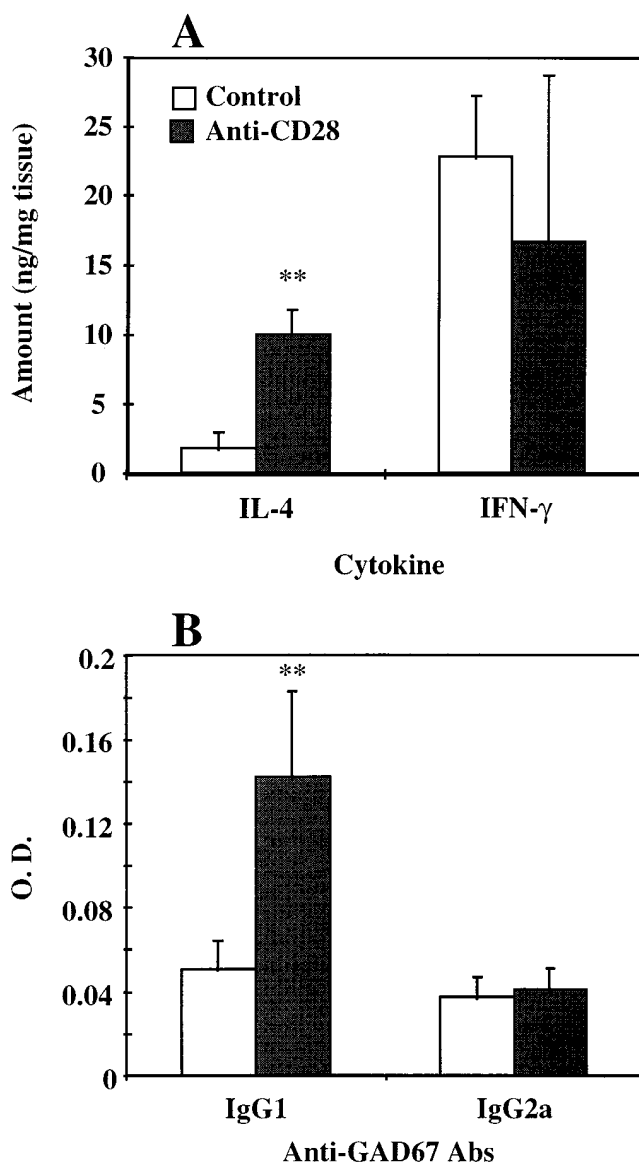 A
30
25
20
15
10
5
0
Amount (ng/mg tissue)
Control
Anti-CD28
**
IL-4
IFN-γ
Cytokine
B
0.2
0.16
0.12
0.08
0.04
0
O. D.
**
IgG1
IgG2a
Anti-GAD67 Abs